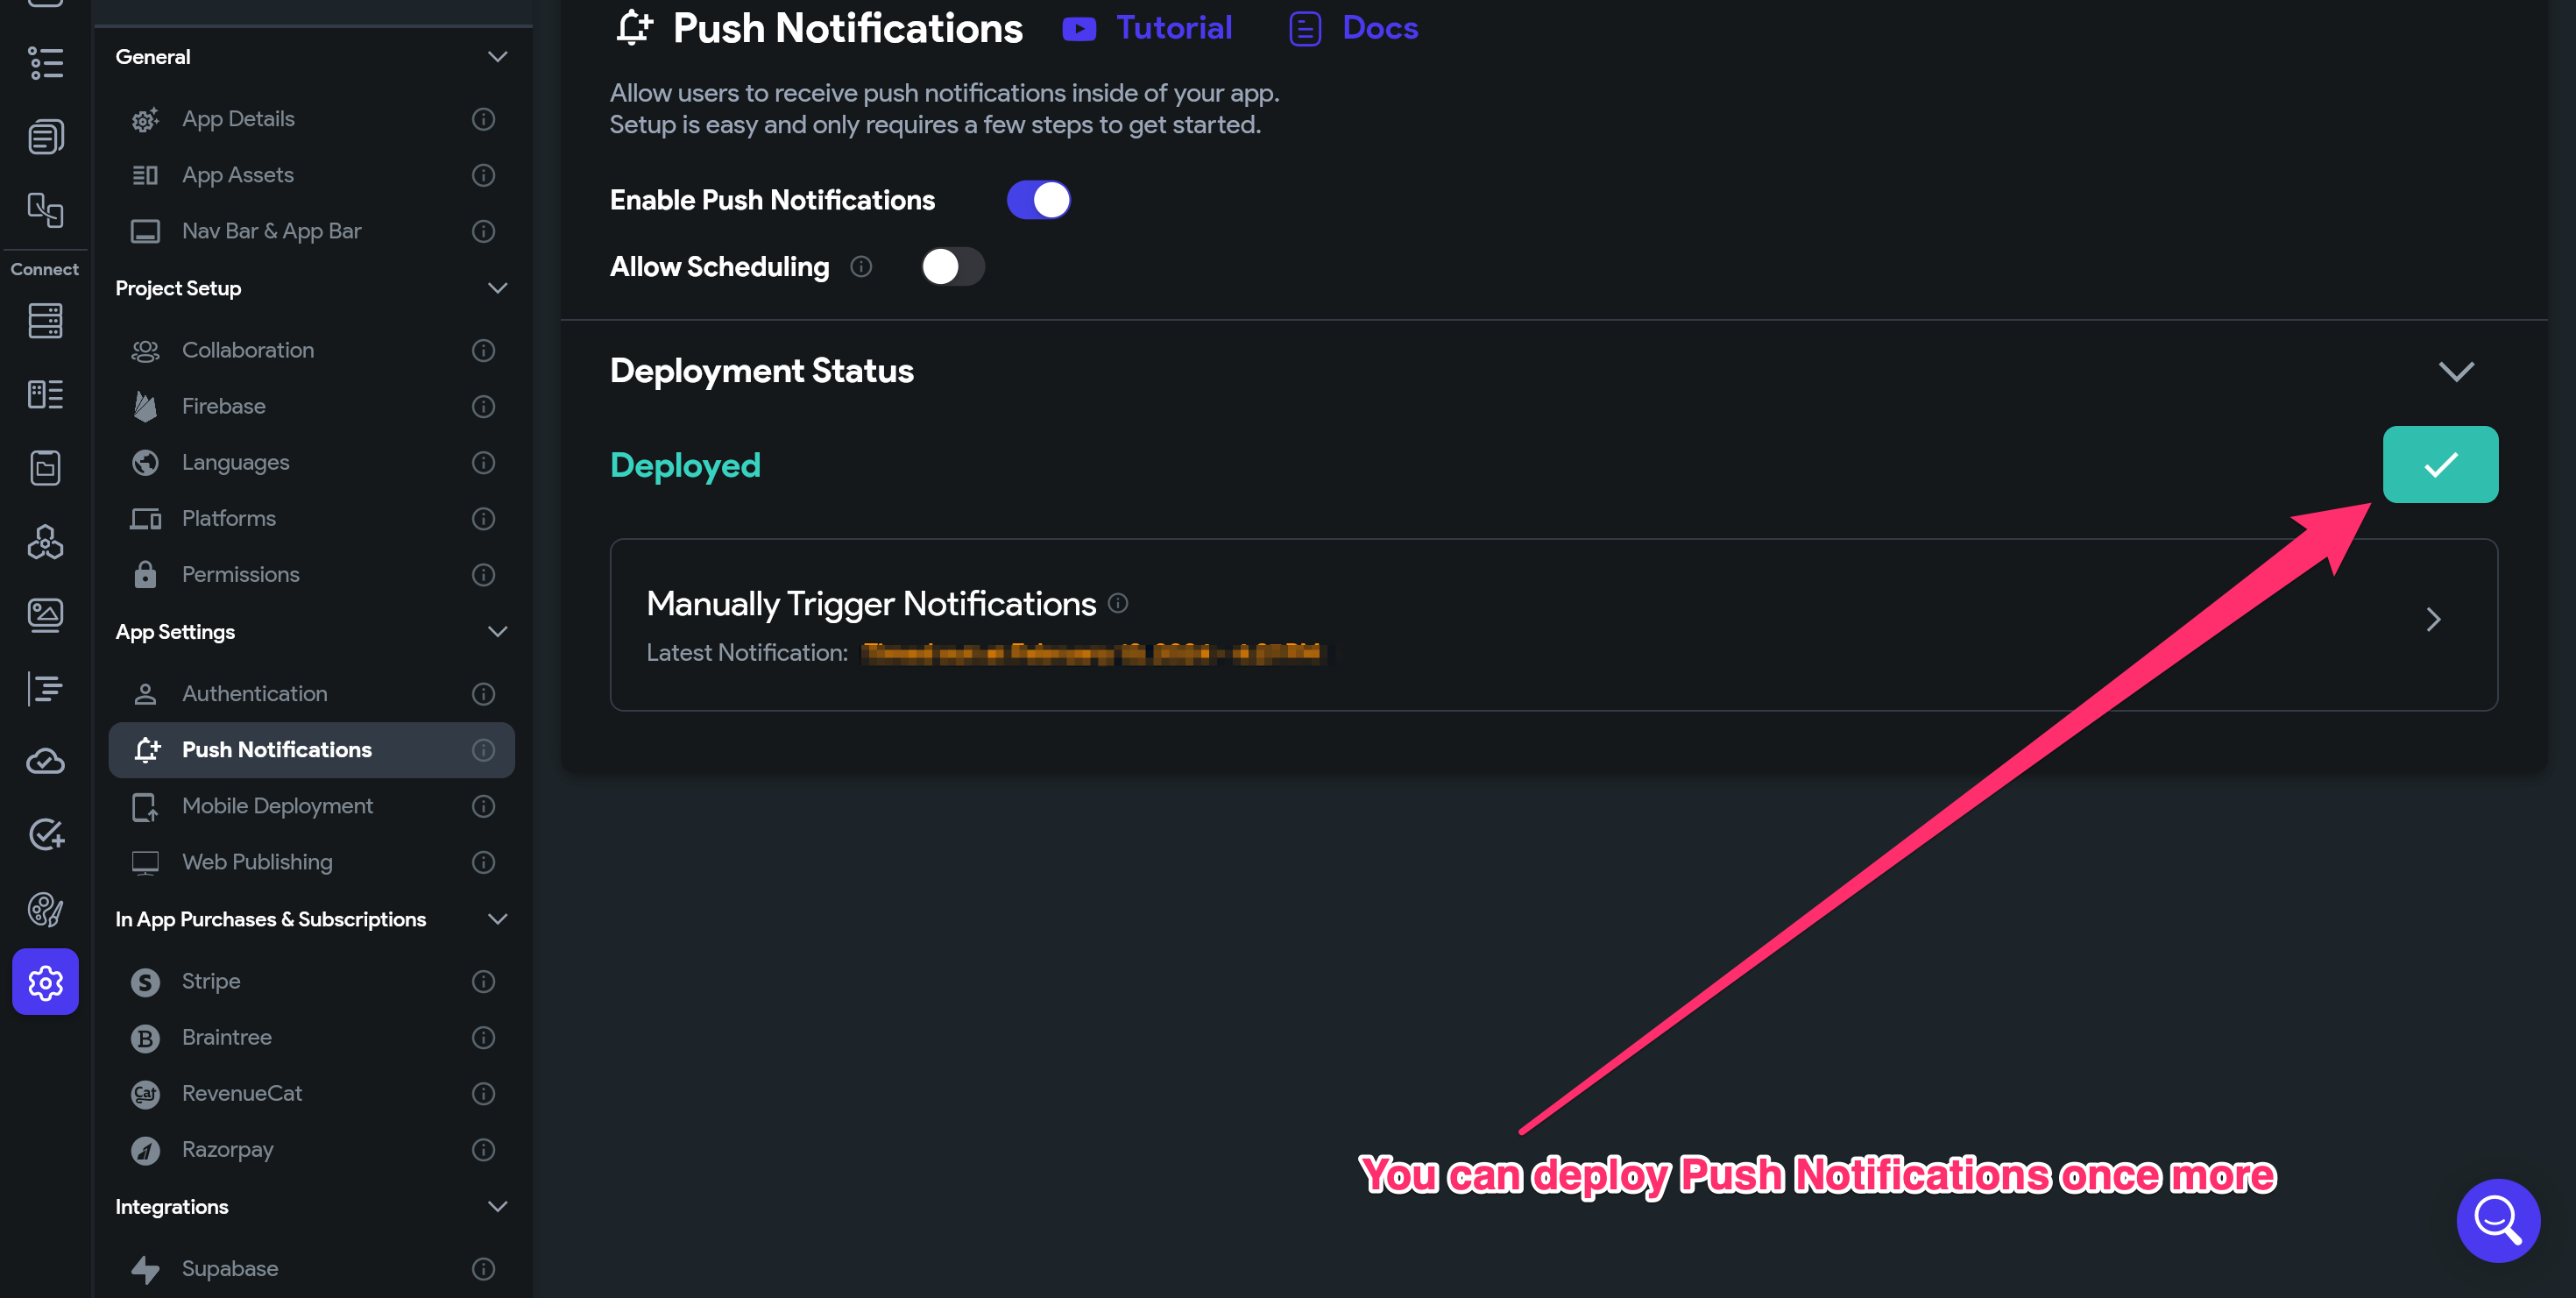 Connect
General
App Details
App Assets
Nav Bar & App Bar
Project Setup
Collaboration
Firebase
Languages
Platforms
Permissions
App Settings
Authentication
Push Notifications
Mobile Deployment
Web Publishing
In App Purchases & Subscriptions
Stripe
Braintree
RevenueCat
Razorpay
Integrations
Supabase
Push Notifications Tutorial Docs
Allow users to receive push notifications inside of your app.
Setup is easy and only requires a few steps to get started.
Enable Push Notifications
Allow Scheduling
Deployment Status
Deployed
Manually Trigger Notifications
Latest Notification:
You can deploy Push Notifications once more